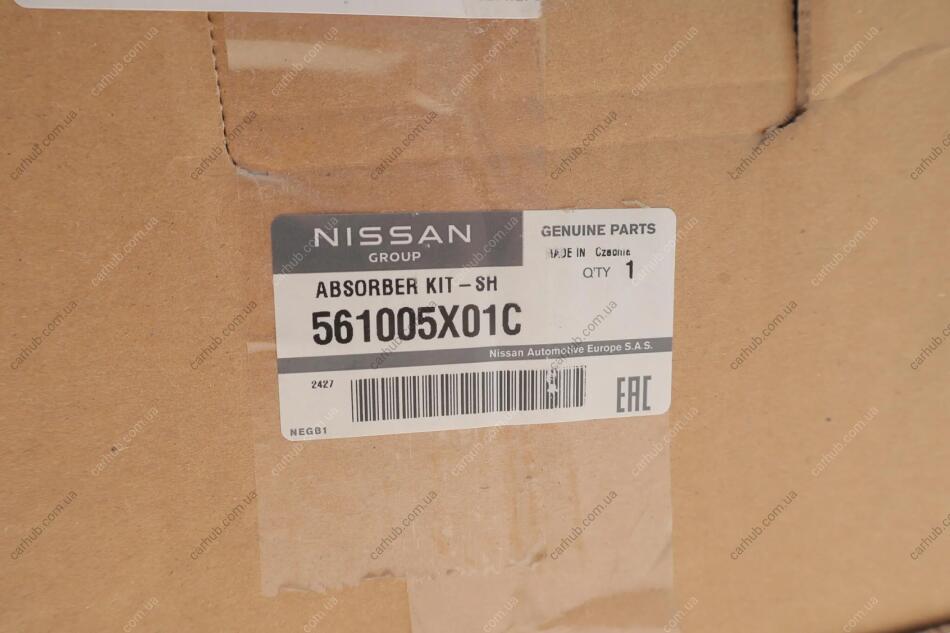 NISSAN
GROUP
GENUINE PARTS
MADE IN Czechia
Q'TY 1
ABSORBER KIT – SH
561005X01C
Nissan Automotive Europe S.A.S.
2427
EAC
NEGB1
carhub.com.ua